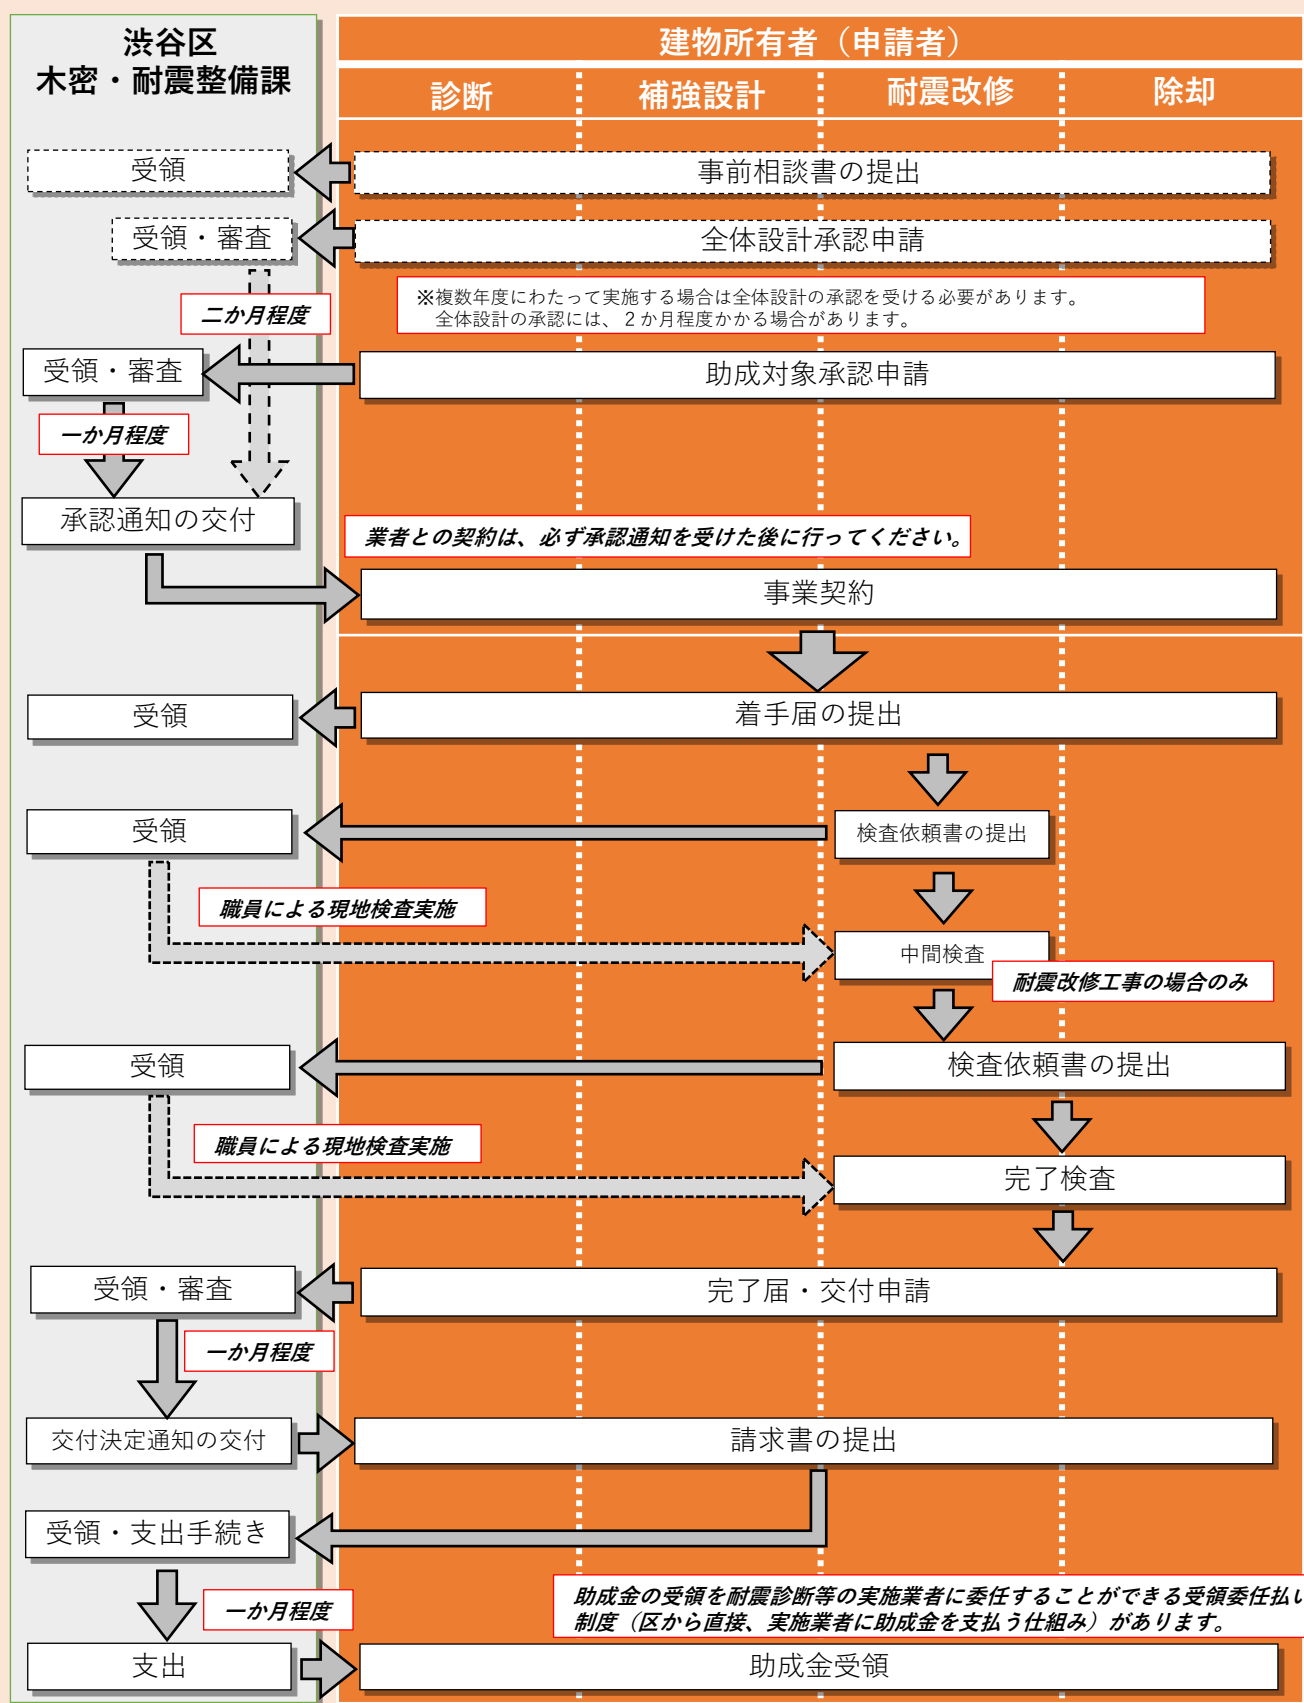 渋谷区
木密・耐震整備課
建物所有者（申請者）
診断
補強設計
耐震改修
除却
受領
事前相談書の提出
受領・審査
全体設計承認申請
二か月程度
※複数年度にわたって実施する場合は全体設計の承認を受ける必要があります。
全体設計の承認には、２か月程度かかる場合があります。
受領・審査
助成対象承認申請
一か月程度
承認通知の交付
業者との契約は、必ず承認通知を受けた後に行ってください。
事業契約
受領
着手届の提出
受領
検査依頼書の提出
職員による現地検査実施
中間検査
耐震改修工事の場合のみ
受領
検査依頼書の提出
職員による現地検査実施
完了検査
受領・審査
完了届・交付申請
一か月程度
交付決定通知の交付
請求書の提出
受領・支出手続き
一か月程度
助成金の受領を耐震診断等の実施業者に委任することができる受領委任払い
制度（区から直接、実施業者に助成金を支払う仕組み）があります。
支出
助成金受領